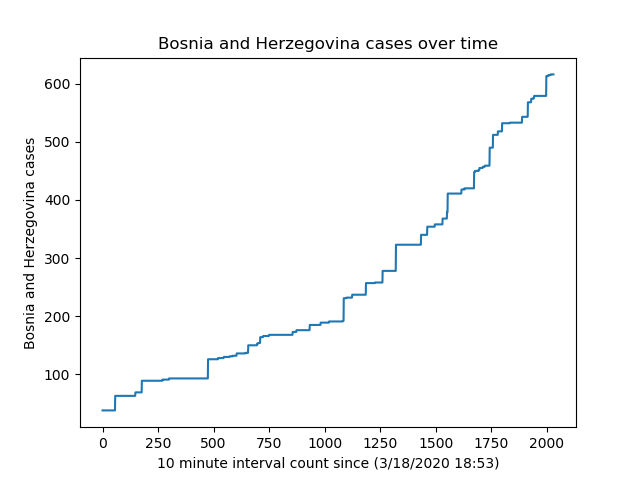 Bosnia and Herzegovina cases over time
600
500
400
300
200
100
Bosnia and Herzegovina cases
0 250 500 750 1000 1250 1500 1750 2000
10 minute interval count since (3/18/2020 18:53)